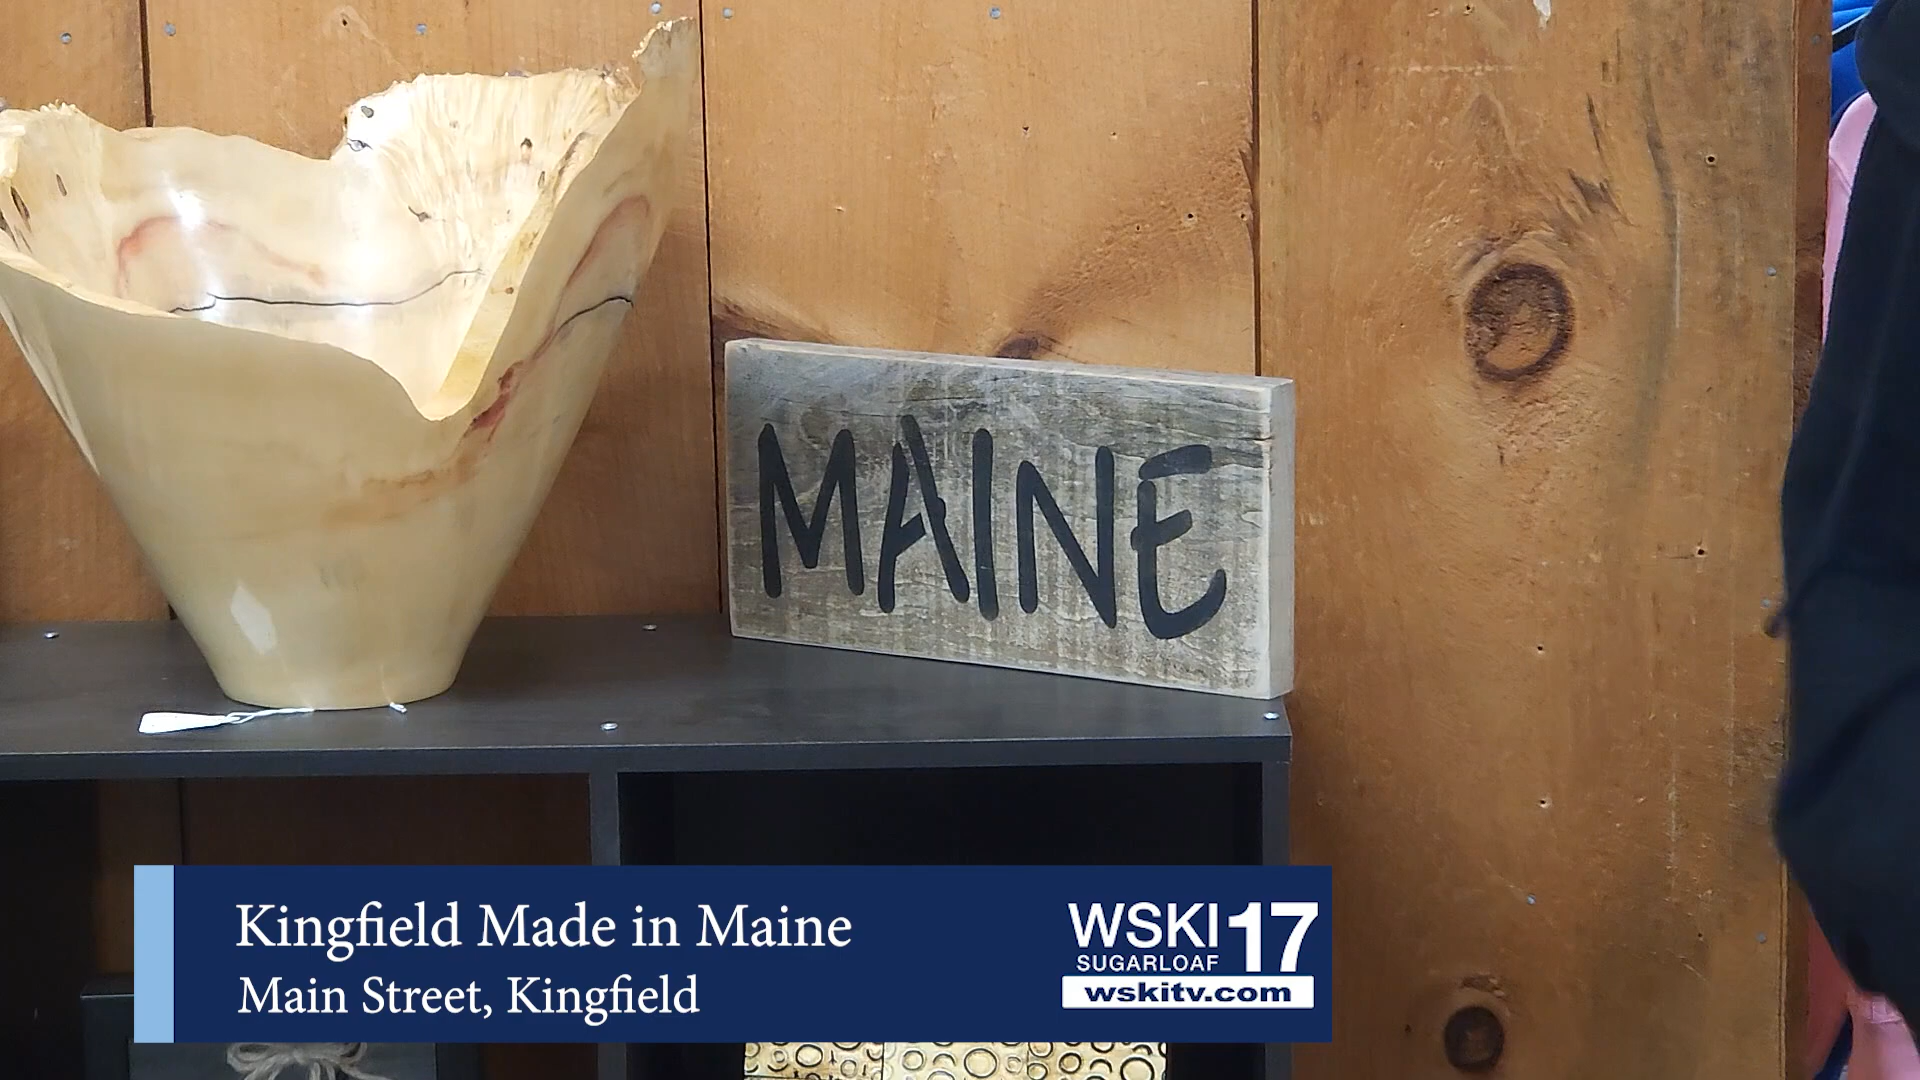 MAINE
Kingfield Made in Maine
Main Street, Kingfield
WSKI 17
SUGARLOAF
wskitv.com